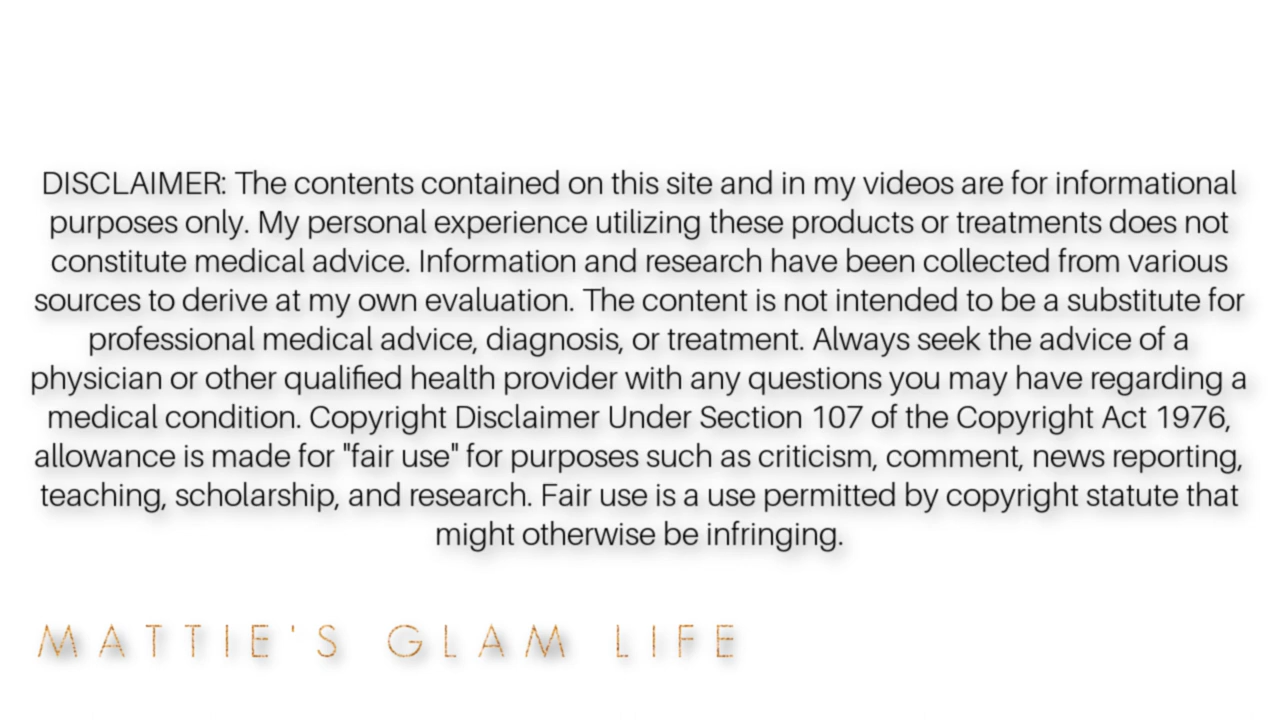 DISCLAIMER: The contents contained on this site and in my videos are for informational
purposes only. My personal experience utilizing these products or treatments does not
constitute medical advice. Information and research have been collected from various
sources to derive at my own evaluation. The content is not intended to be a substitute for
professional medical advice, diagnosis, or treatment. Always seek the advice of a
physician or other qualified health provider with any questions you may have regarding a
medical condition. Copyright Disclaimer Under Section 107 of the Copyright Act 1976,
allowance is made for "fair use" for purposes such as criticism, comment, news reporting,
teaching, scholarship, and research. Fair use is a use permitted by copyright statute that
might otherwise be infringing.
MATTIE'S GLAM LIFE